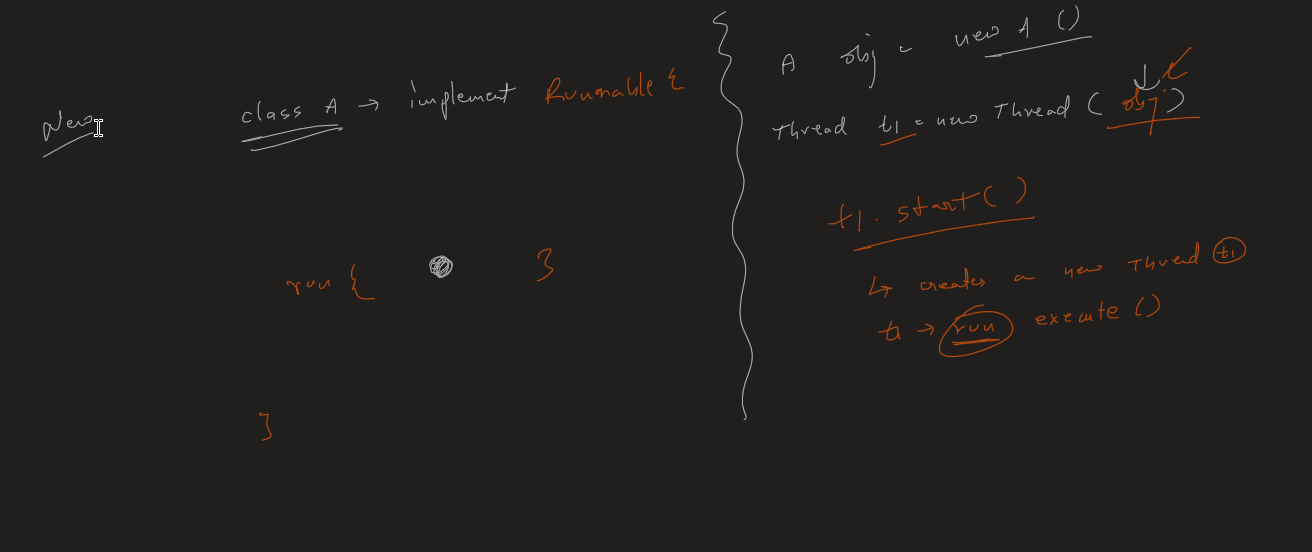 New
class A → implement Runnable {
run { }
}
A obj = new A ()
Thread t1 = new Thread ( obj )
t1. start ( )
↳ creates a new Thread t1
t1 → run execute ()